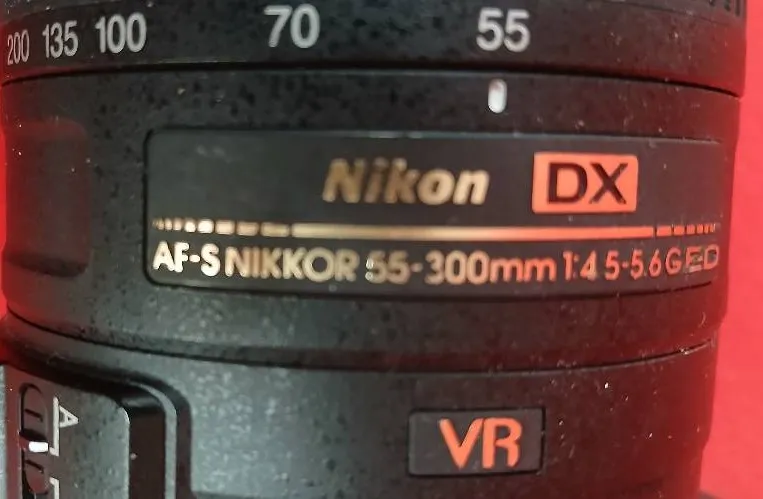 200 135 100 70 55
Nikon DX
AF-S NIKKOR 55-300mm 1:4.5-5.6G ED
VR
A